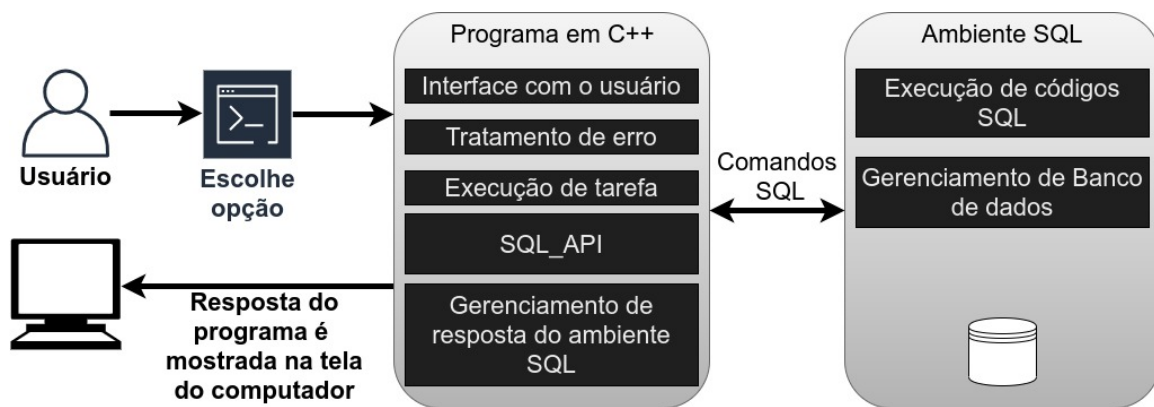 Programa em C++
Ambiente SQL
Interface com o usuário
Tratamento de erro
Execução de tarefa
SQL_API
Gerenciamento de
resposta do ambiente
SQL
Execução de códigos
SQL
Gerenciamento de Banco
de dados
Comandos
SQL
Usuário
>_
Escolhe
opção
Resposta do
programa é
mostrada na tela
do computador